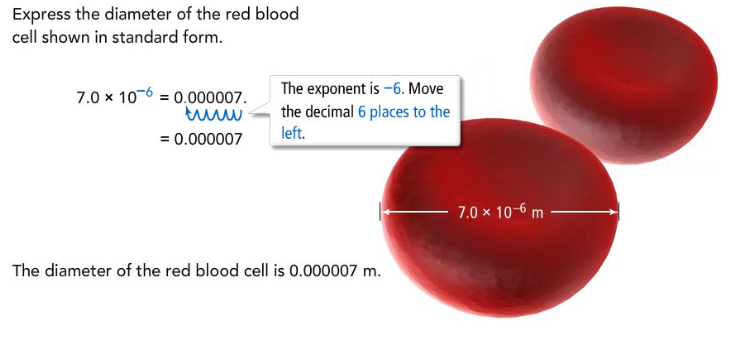 Express the diameter of the red blood
cell shown in standard form.
7.0 × 10⁻⁶ = 0.000007.
= 0.000007
The exponent is −6. Move
the decimal 6 places to the
left.
7.0 × 10⁻⁶ m
The diameter of the red blood cell is 0.000007 m.